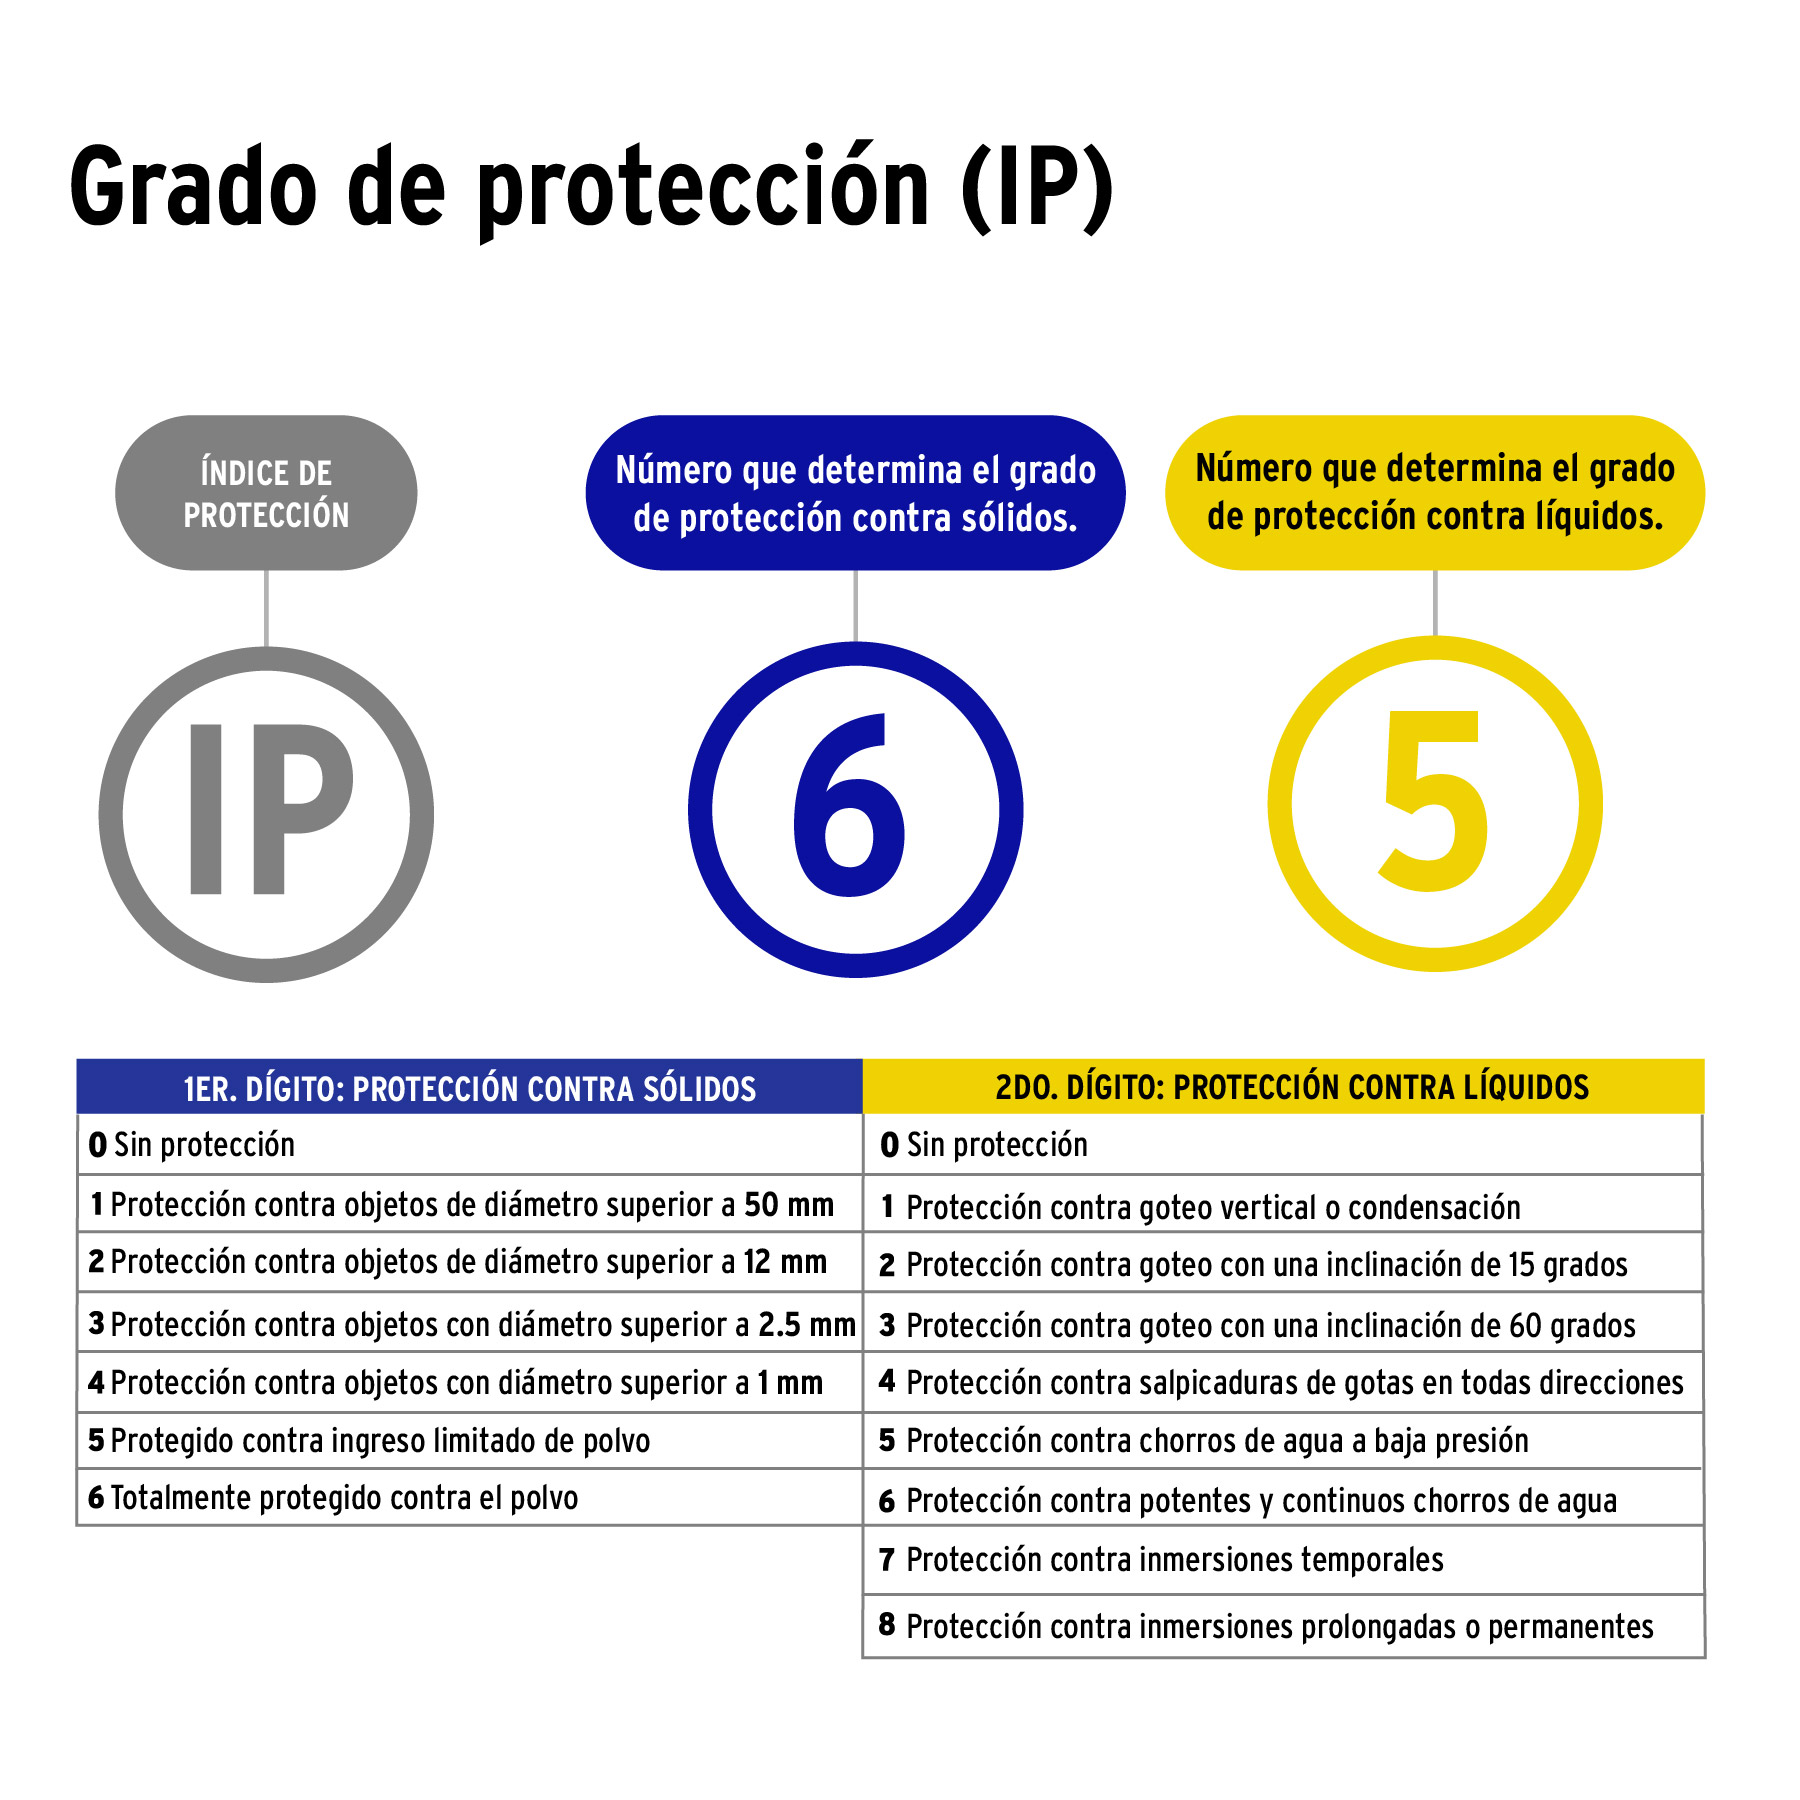 Grado de protección (IP)
ÍNDICE DE
PROTECCIÓN
Número que determina el grado
de protección contra sólidos.
Número que determina el grado
de protección contra líquidos.
IP
6
5
1ER. DÍGITO: PROTECCIÓN CONTRA SÓLIDOS
0 Sin protección
1 Protección contra objetos de diámetro superior a 50 mm
2 Protección contra objetos de diámetro superior a 12 mm
3 Protección contra objetos con diámetro superior a 2.5 mm
4 Protección contra objetos con diámetro superior a 1 mm
5 Protegido contra ingreso limitado de polvo
6 Totalmente protegido contra el polvo
2DO. DÍGITO: PROTECCIÓN CONTRA LÍQUIDOS
0 Sin protección
1 Protección contra goteo vertical o condensación
2 Protección contra goteo con una inclinación de 15 grados
3 Protección contra goteo con una inclinación de 60 grados
4 Protección contra salpicaduras de gotas en todas direcciones
5 Protección contra chorros de agua a baja presión
6 Protección contra potentes y continuos chorros de agua
7 Protección contra inmersiones temporales
8 Protección contra inmersiones prolongadas o permanentes